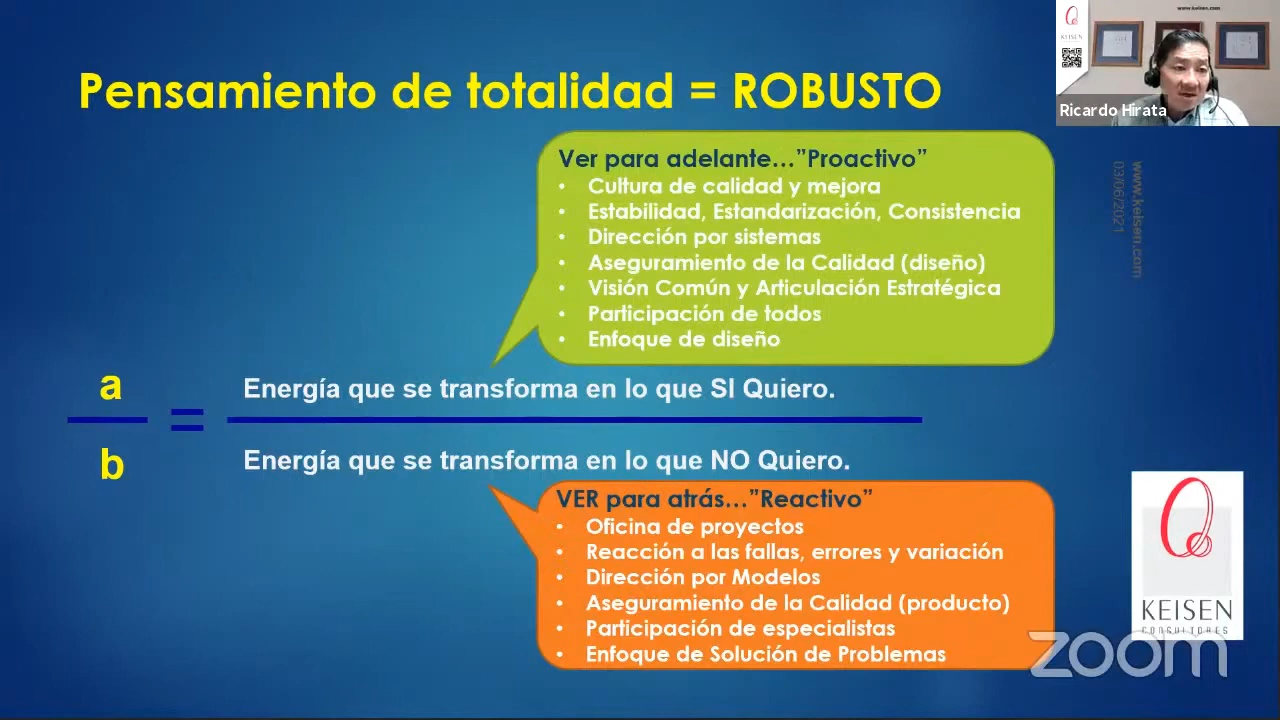 Pensamiento de totalidad = ROBUSTO
www.keisen.com
KEISEN
Ricardo Hirata
www.keisen.com
03/06/2021
Ver para adelante…”Proactivo”
• Cultura de calidad y mejora
• Estabilidad, Estandarización, Consistencia
• Dirección por sistemas
• Aseguramiento de la Calidad (diseño)
• Visión Común y Articulación Estratégica
• Participación de todos
• Enfoque de diseño
a
=
b
Energía que se transforma en lo que SI Quiero.
Energía que se transforma en lo que NO Quiero.
VER para atrás…”Reactivo”
• Oficina de proyectos
• Reacción a las fallas, errores y variación
• Dirección por Modelos
• Aseguramiento de la Calidad (producto)
• Participación de especialistas
• Enfoque de Solución de Problemas
KEISEN
CONSULTORES
zoom